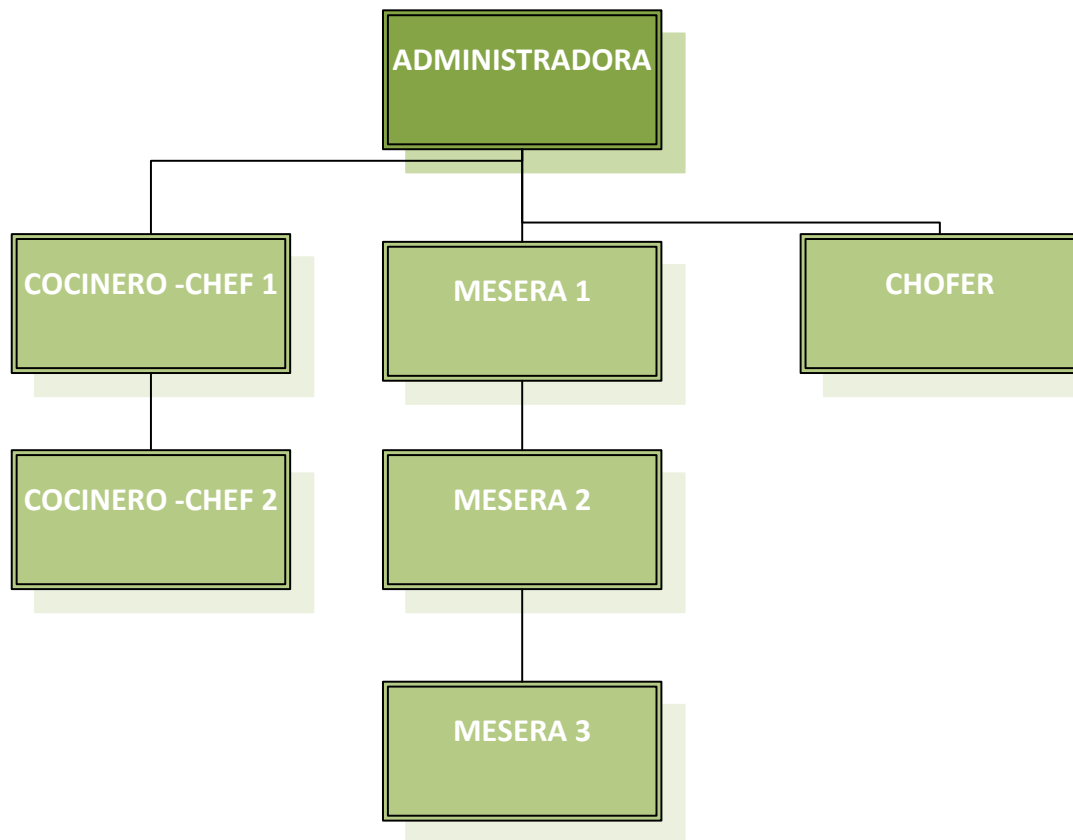 ADMINISTRADORA
COCINERO -CHEF 1
MESERA 1
CHOFER
COCINERO -CHEF 2
MESERA 2
MESERA 3